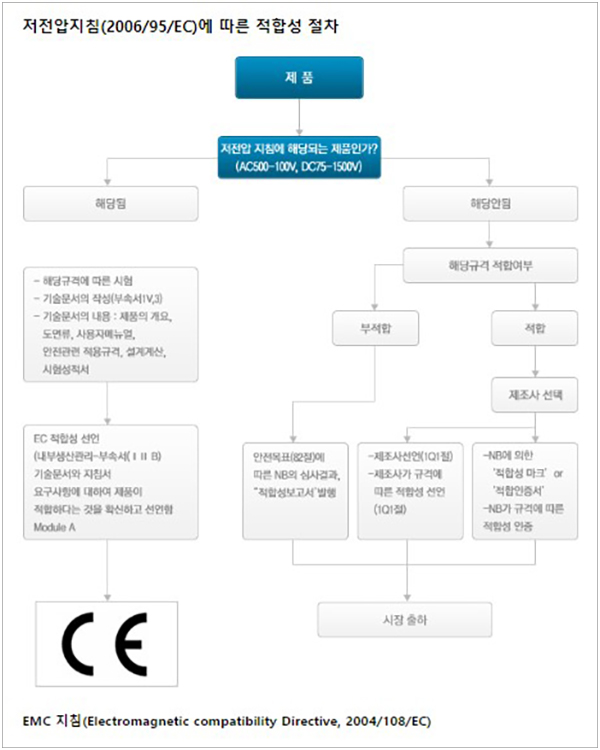 저전압지침(2006/95/EC)에 따른 적합성 절차
제 품
저전압 지침에 해당되는 제품인가?
(AC500-100V, DC75-1500V)
해당됨
해당안됨
해당규격 적합여부
- 해당규격에 따른 시험
- 기술문서의 작성(부속서IV,3)
- 기술문서의 내용 : 제품의 개요,
도면류, 사용자메뉴얼,
안전관련 적용규격, 설계계산,
시험성적서
부적합
적합
제조사 선택
EC 적합성 선언
(내부생산관리-부속서(ⅠⅡ B)
기술문서와 지침서
요구사항에 대하여 제품이
적합하다는 것을 확신하고 선언함
Module A
안전목표(82절)에
따른 NB의 심사결과,
"적합성보고서'발행
-제조사선언(1Q1절)
-제조사가 규격에
따른 적합성 선언
(1Q1절)
-NB에 의한
'적합성 마크' or
'적합인증서'
-NB가 규격에 따른
적합성 인증
CE
시장 출하
EMC 지침(Electromagnetic compatibility Directive, 2004/108/EC)